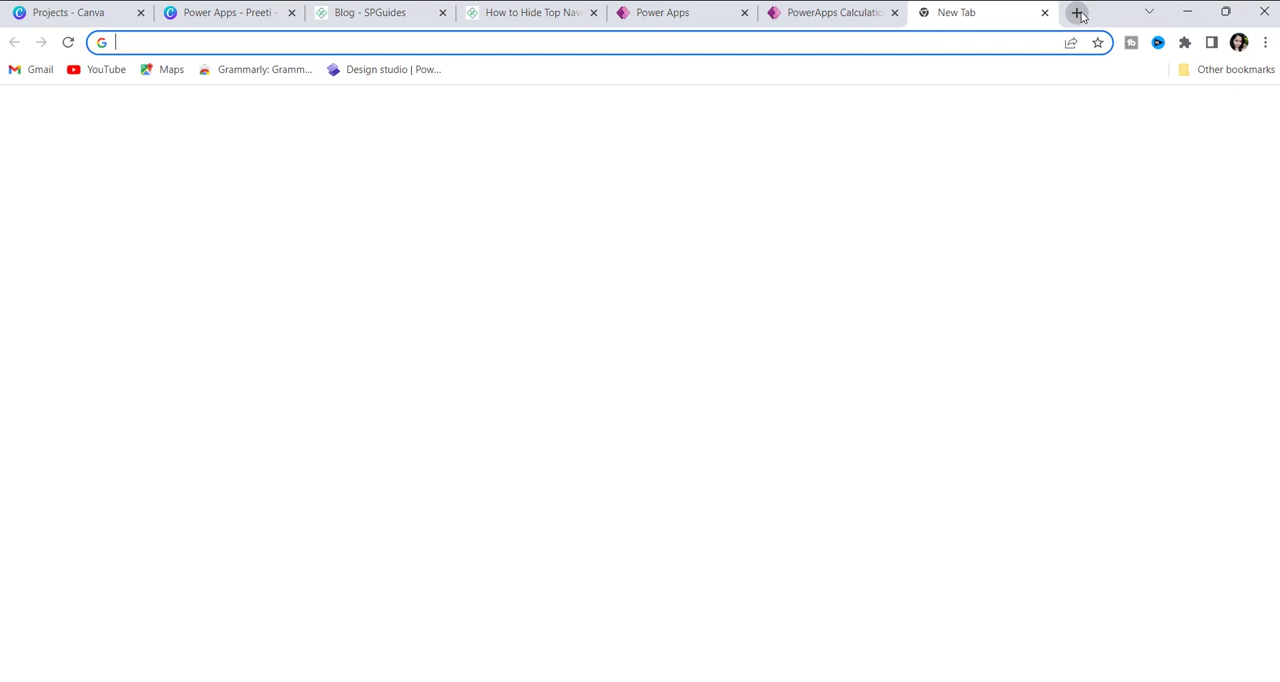 Projects - Canva
Power Apps - Preeti -
Blog - SPGuides
How to Hide Top Navi
Power Apps
PowerApps Calculatio
New Tab
Gmail
YouTube
Maps
Grammarly: Gramm...
Design studio | Pow...
Other bookmarks